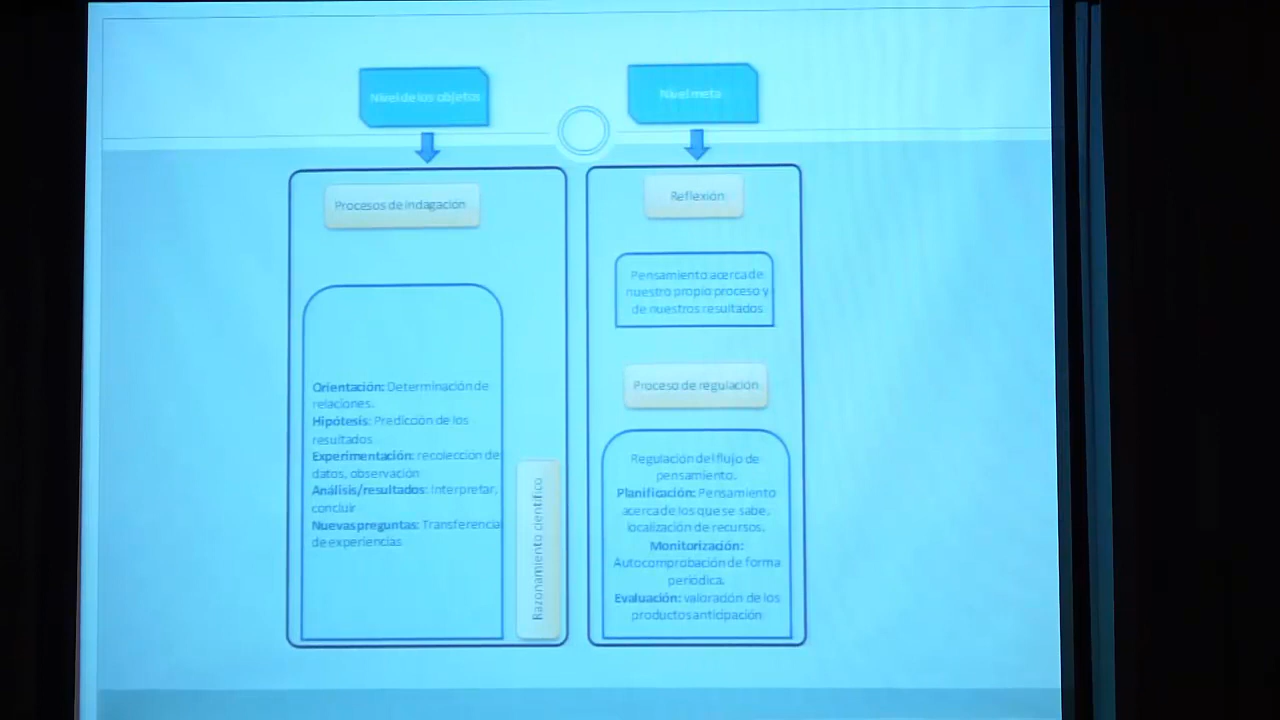 Nivel de los objetos
Procesos de indagación
Orientación: Determinación de
relaciones.
Hipótesis: Predicción de los
resultados
Experimentación: recolección de
datos, observación
Análisis/resultados: Interpretar,
concluir
Nuevas preguntas: Transferencia
de experiencias
Razonamiento científico
Nivel meta
Reflexión
Pensamiento acerca de
nuestro propio proceso y
de nuestros resultados
Proceso de regulación
Regulación del flujo de
pensamiento.
Planificación: Pensamiento
acerca de los que se sabe,
localización de recursos.
Monitorización:
Autocomprobación de forma
periódica.
Evaluación: valoración de los
productos anticipación